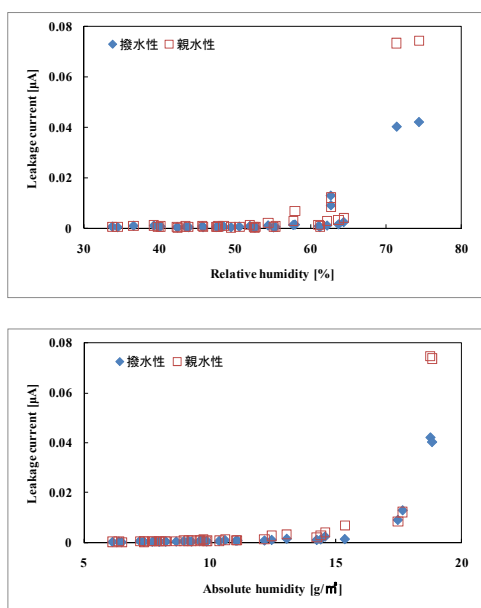 0.08
撥水性 親水性
0.06
0.04
0.02
0
30 40 50 60 70 80
Leakage current [μA]
Relative humidity [%]
0.08
撥水性 親水性
0.06
0.04
0.02
0
5 10 15 20
Leakage current [μA]
Absolute humidity [g/㎥]